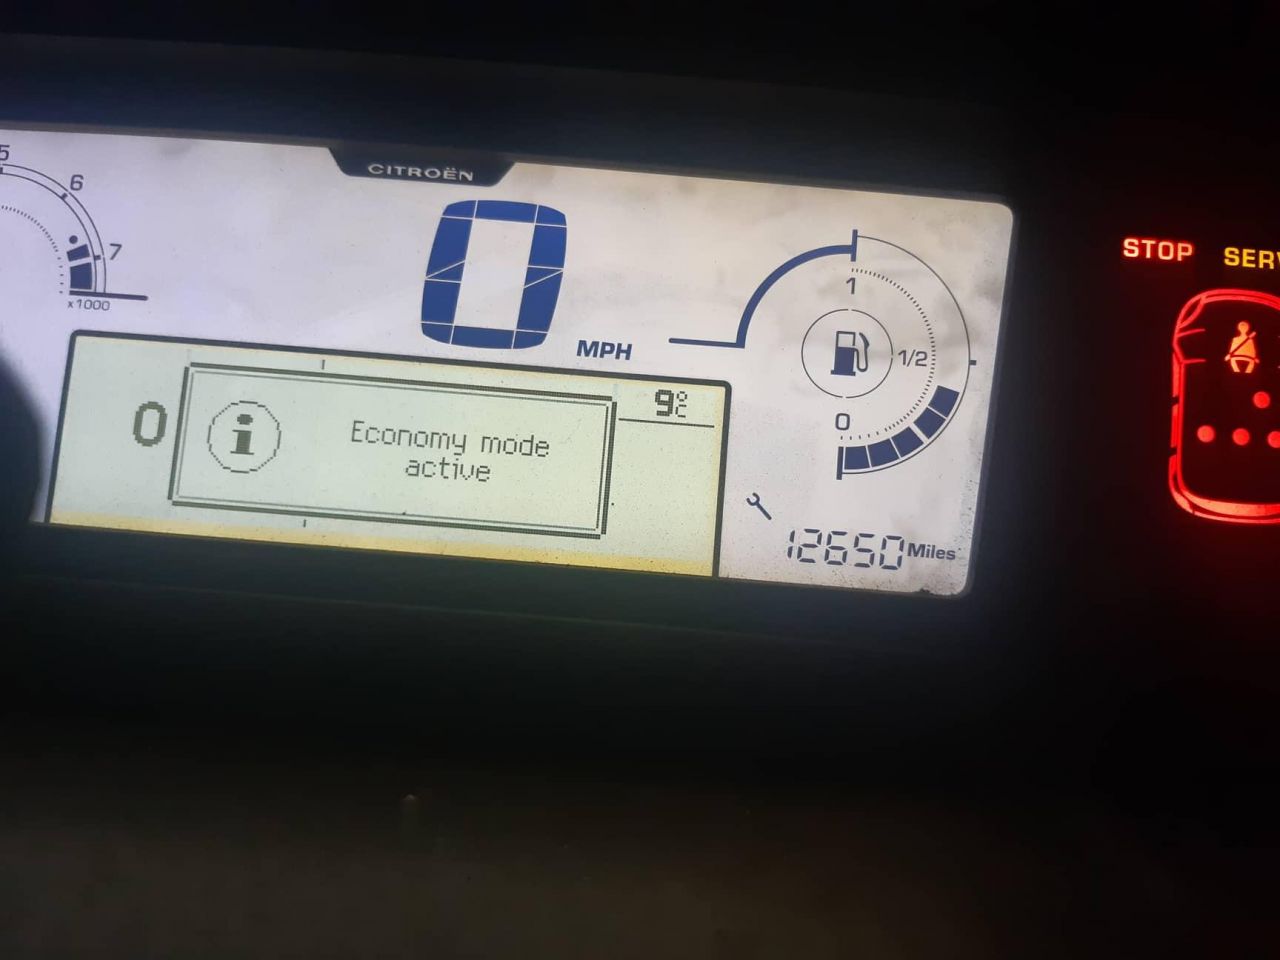 5
6
7
x1000
CITROËN
0
MPH
1
1/2
0
0
Economy mode
active
9°C
12650 Miles
STOP
SERV